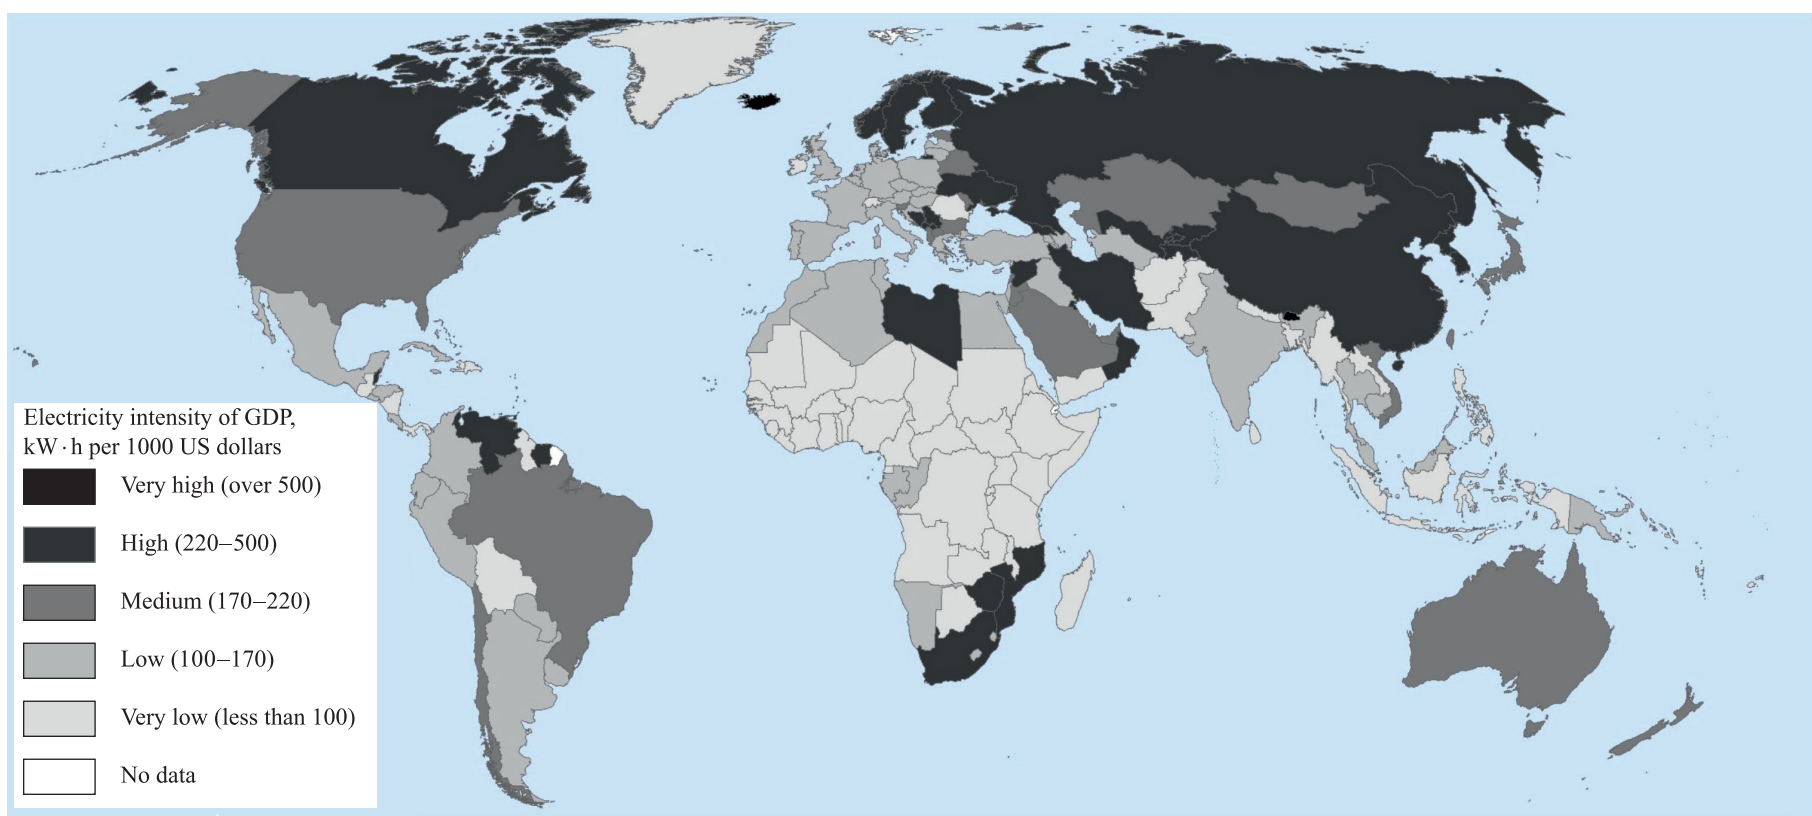 Electricity intensity of GDP,
kW·h per 1000 US dollars
Very high (over 500)
High (220–500)
Medium (170–220)
Low (100–170)
Very low (less than 100)
No data